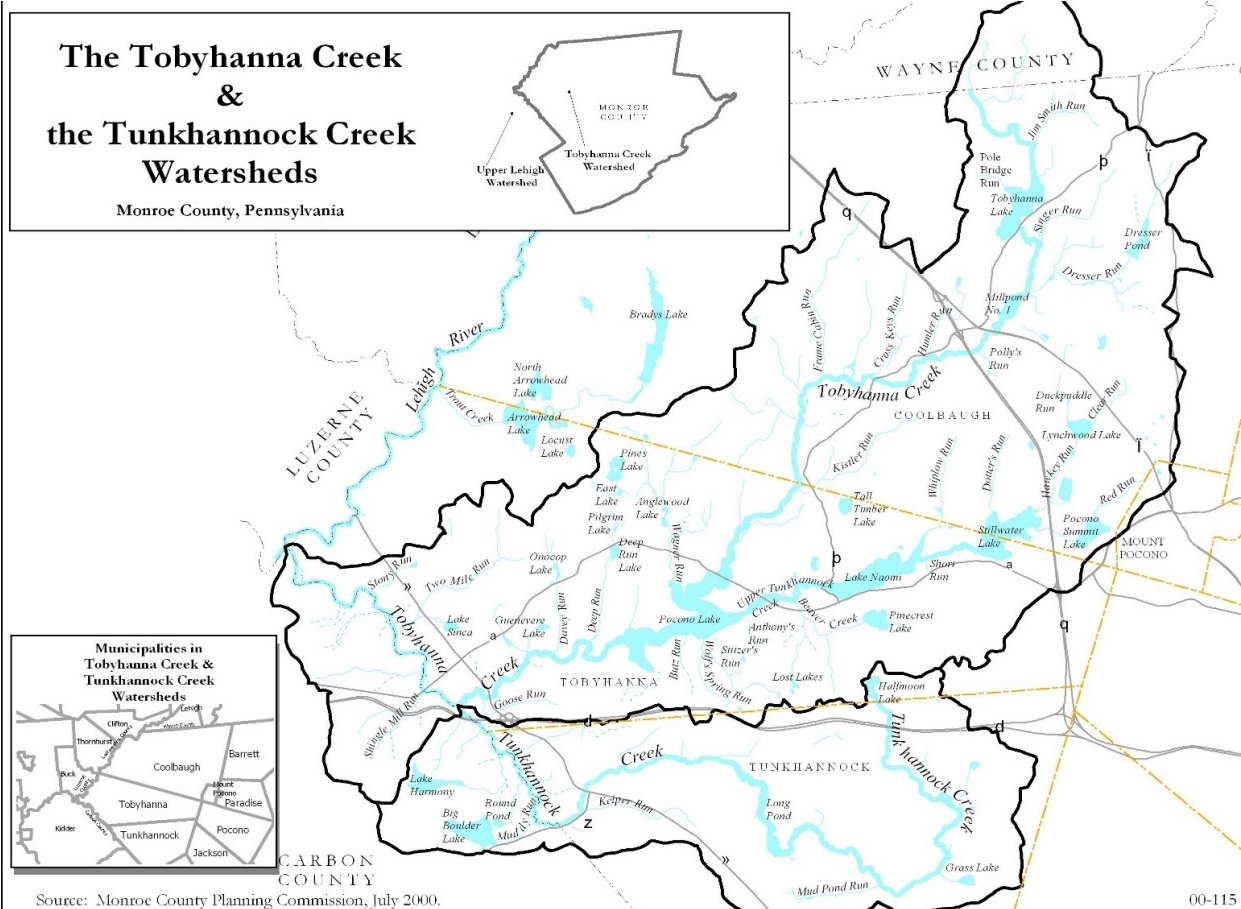 The Tobyhanna Creek
&
the Tunkhannock Creek
Watersheds
Monroe County, Pennsylvania
MONROE
COUNTY
Tobyhanna Creek
Watershed
Upper Lehigh
Watershed
WAYNE COUNTY
Jim Smith Run
Pole
Bridge
Run
Tobyhanna
Lake
Singer Run
Dresser
Pond
Dresser Run
þ
ï
q
Frame Cabin Run
Cross Keys Run
Humler Run
Millpond
No. 1
Polly's
Run
Bradys Lake
Lehigh River
North
Arrowhead
Lake
Trout Creek
Arrowhead
Lake
Locust
Lake
LUZERNE
COUNTY
Tobyhanna Creek
COOLBAUGH
Duckpuddle
Run
Clear Run
Lynchwood Lake
ï
Kistler Run
Whiplow Run
Dotter's Run
Hawkey Run
Red Run
Pines
Lake
East
Lake
Anglewood
Lake
Pilgrim
Lake
Tall
Timber
Lake
Stillwater
Lake
Pocono
Summit
Lake
MOUNT
POCONO
Deep
Run
Lake
Wagner Run
Onocop
Lake
Stony Run
Two Mile Run
»
þ
Upper Tunkhannock
Creek
Lake Naomi
Short
Run
a
Davey Run
Deep Run
Lake
Sinca
Guenevere
Lake
a
Pocono Lake
Beaver Creek
Anthony's
Run
Pinecrest
Lake
q
Tobyhanna
Creek
Butz Run
Wolf's Spring Run
Stitzer's
Run
TOBYHANNA
Lost Lakes
Halfmoon
Lake
Goose Run
Shingle Mill Run
d
d
Tunkhannock
Creek
TUNKHANNOCK
Tunkhannock Creek
Lake
Harmony
Round
Pond
Big
Boulder
Lake
Muddy Run
Keiper Run
z
»
Long
Pond
Grass Lake
Mud Pond Run
CARBON
COUNTY
Municipalities in
Tobyhanna Creek &
Tunkhannock Creek
Watersheds
Lehigh
Clifton
Thornhurst
Barrett
Buck
Coolbaugh
Mount
Pocono
Paradise
Tobyhanna
Kidder
Tunkhannock
Pocono
Jackson
Source: Monroe County Planning Commission, July 2000.
00-115